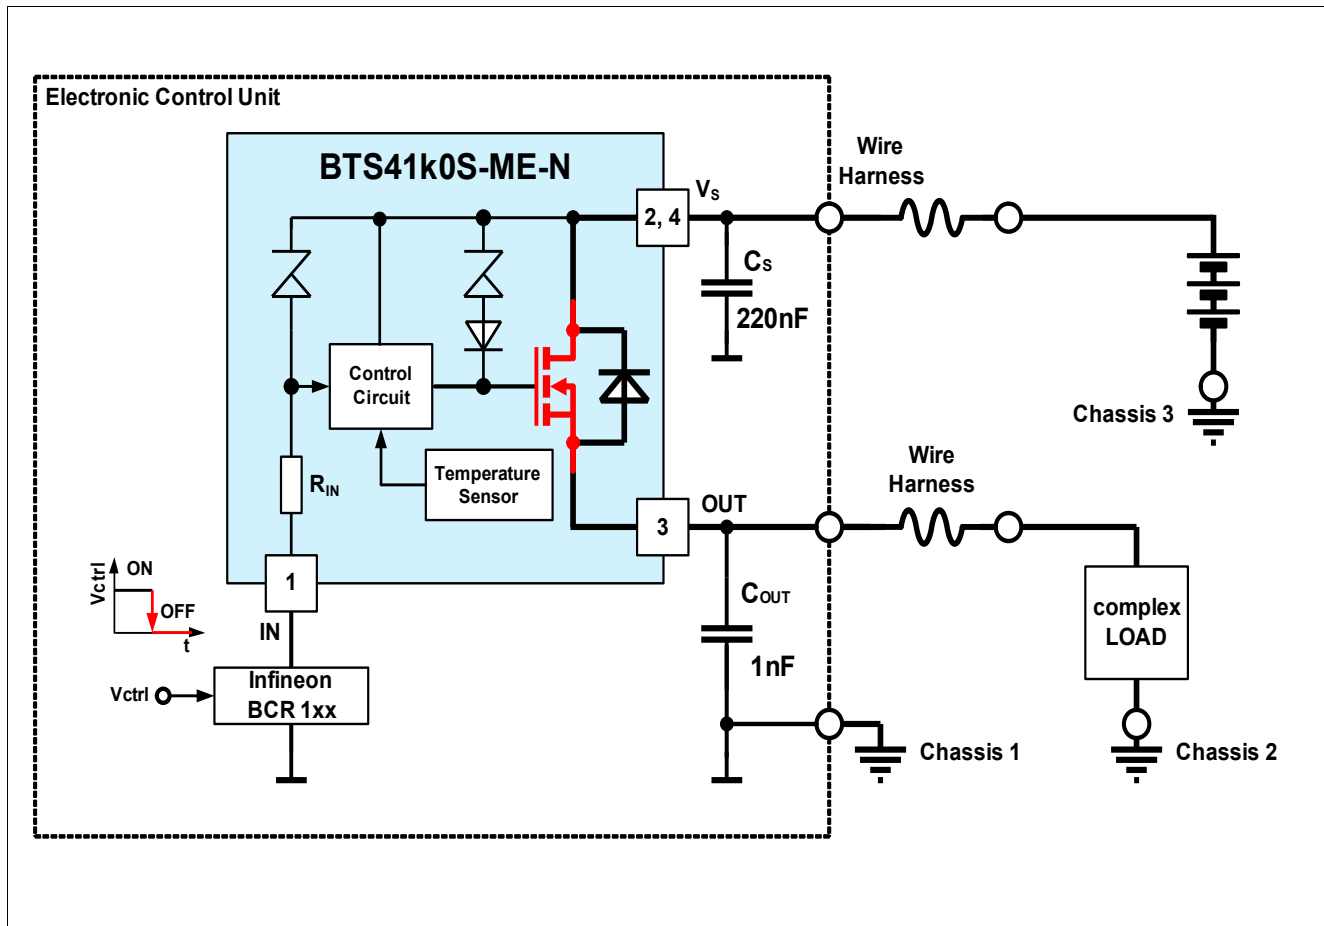 Electronic Control Unit
BTS41k0S-ME-N
Wire
Harness
VS
2, 4
CS
220nF
Control
Circuit
Chassis 3
Temperature
Sensor
RIN
Wire
Harness
OUT
3
1
COUT
1nF
complex
LOAD
Vctrl
ON
OFF
t
IN
Infineon
BCR 1xx
Vctrl
Chassis 1
Chassis 2